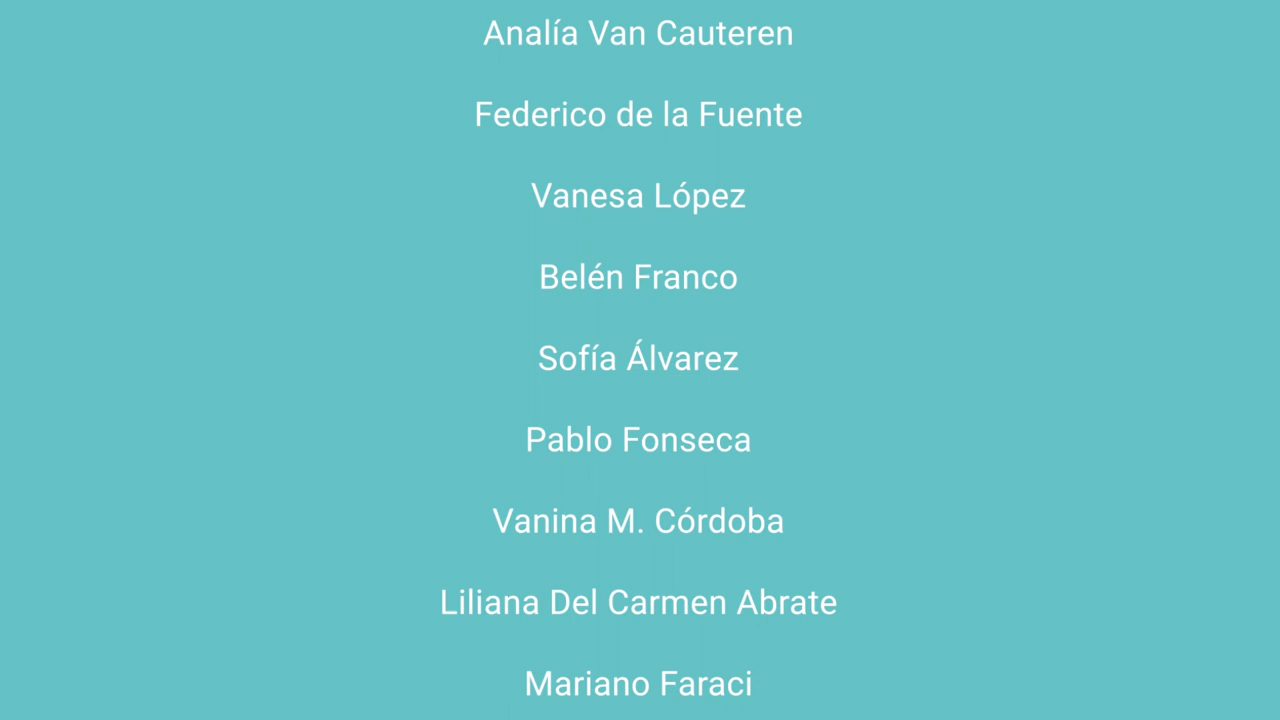 Analía Van Cauteren
Federico de la Fuente
Vanesa López
Belén Franco
Sofía Álvarez
Pablo Fonseca
Vanina M. Córdoba
Liliana Del Carmen Abrate
Mariano Faraci